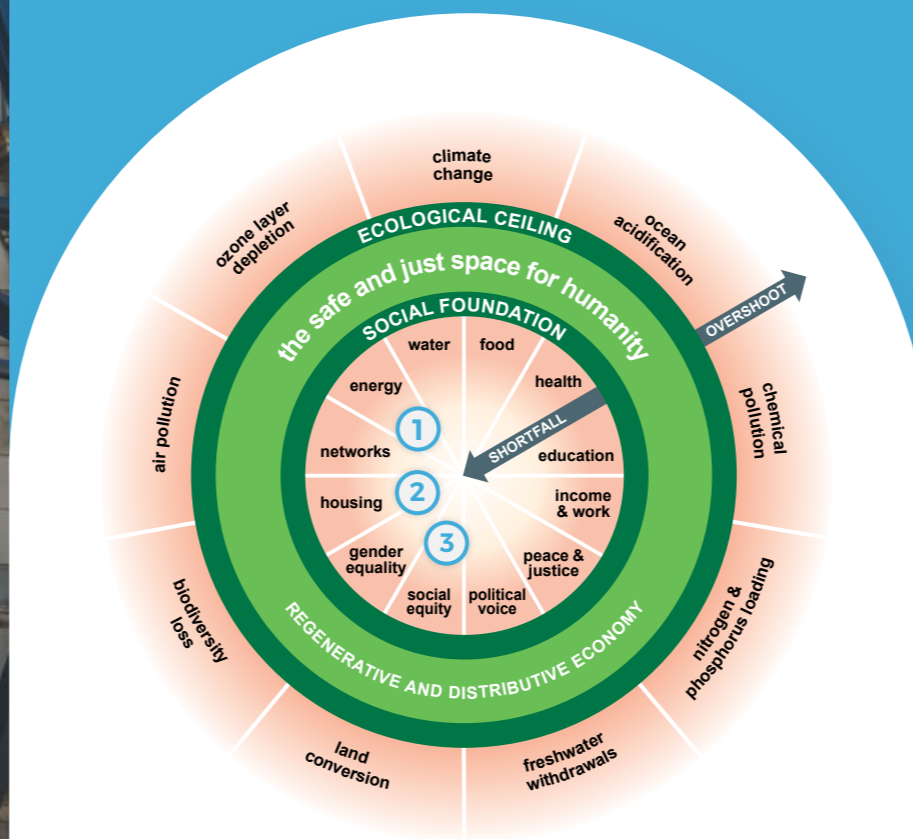 climate
change
ozone layer
depletion
ocean
acidification
ECOLOGICAL CEILING
the safe and just space for humanity
OVERSHOOT
SOCIAL FOUNDATION
water
food
energy
health
air pollution
chemical
pollution
1
SHORTFALL
networks
education
2
housing
income
& work
3
gender
equality
peace &
justice
social
equity
political
voice
biodiversity
loss
nitrogen &
phosphorus loading
REGENERATIVE AND DISTRIBUTIVE ECONOMY
land
conversion
freshwater
withdrawals